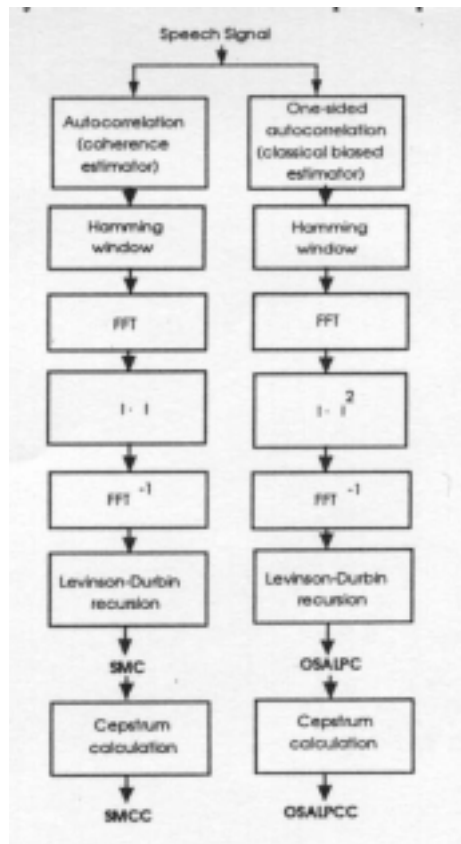 Speech Signal
Autocorrelation
(coherence
estimator)
Hamming
window
FFT
| · |
FFT -1
Levinson-Durbin
recursion
SMC
Cepstrum
calculation
SMCC
One-sided
autocorrelation
(classical biased
estimator)
Hamming
window
FFT
| · | 2
FFT -1
Levinson-Durbin
recursion
OSALPC
Cepstrum
calculation
OSALPCC